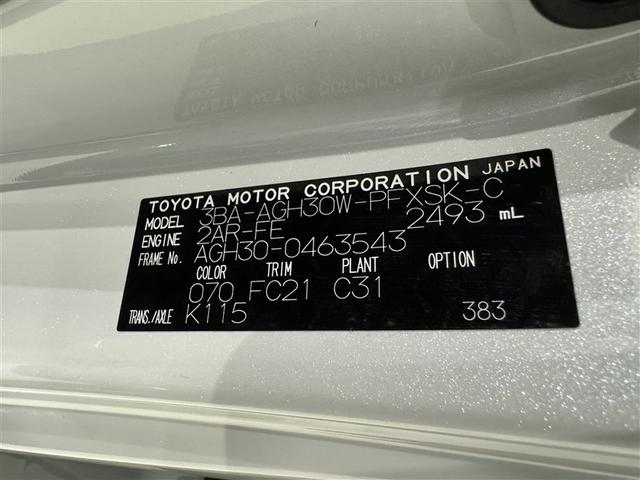 TOYOTA MOTOR CORPORATION JAPAN
MODEL 3BA-AGH30W-PFXSK-C
ENGINE 2AR-FE 2493 mL
FRAME No. AGH30-0463543
COLOR TRIM PLANT OPTION
070 FC21 C31
TRANS./AXLE K115 383